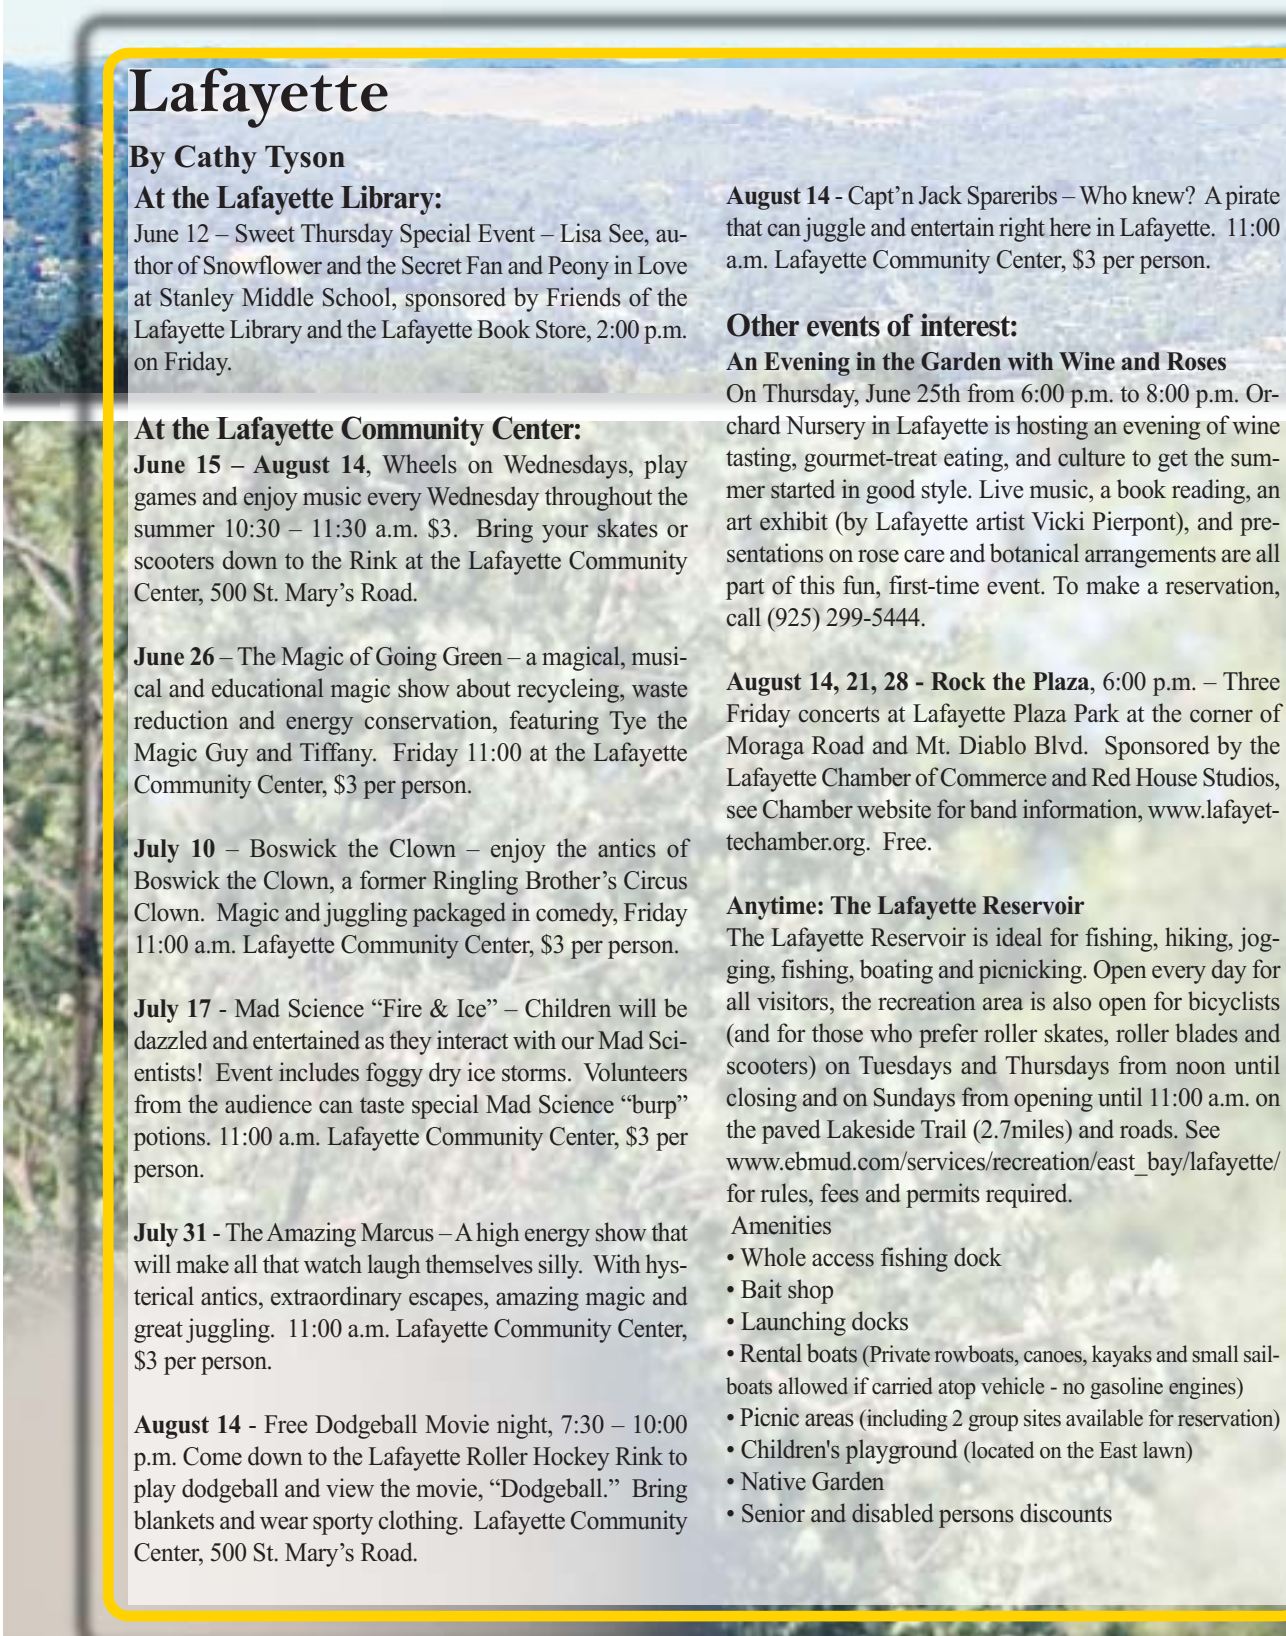 Lafayette
By Cathy Tyson
At the Lafayette Library:
June 12 – Sweet Thursday Special Event – Lisa See, au-
thor of Snowflower and the Secret Fan and Peony in Love
at Stanley Middle School, sponsored by Friends of the
Lafayette Library and the Lafayette Book Store, 2:00 p.m.
on Friday.
At the Lafayette Community Center:
June 15 – August 14, Wheels on Wednesdays, play
games and enjoy music every Wednesday throughout the
summer 10:30 – 11:30 a.m. $3. Bring your skates or
scooters down to the Rink at the Lafayette Community
Center, 500 St. Mary’s Road.
June 26 – The Magic of Going Green – a magical, musi-
cal and educational magic show about recycleing, waste
reduction and energy conservation, featuring Tye the
Magic Guy and Tiffany. Friday 11:00 at the Lafayette
Community Center, $3 per person.
July 10 – Boswick the Clown – enjoy the antics of
Boswick the Clown, a former Ringling Brother’s Circus
Clown. Magic and juggling packaged in comedy, Friday
11:00 a.m. Lafayette Community Center, $3 per person.
July 17 - Mad Science “Fire & Ice” – Children will be
dazzled and entertained as they interact with our Mad Sci-
entists! Event includes foggy dry ice storms. Volunteers
from the audience can taste special Mad Science “burp”
potions. 11:00 a.m. Lafayette Community Center, $3 per
person.
July 31 - The Amazing Marcus – A high energy show that
will make all that watch laugh themselves silly. With hys-
terical antics, extraordinary escapes, amazing magic and
great juggling. 11:00 a.m. Lafayette Community Center,
$3 per person.
August 14 - Free Dodgeball Movie night, 7:30 – 10:00
p.m. Come down to the Lafayette Roller Hockey Rink to
play dodgeball and view the movie, “Dodgeball.” Bring
blankets and wear sporty clothing. Lafayette Community
Center, 500 St. Mary’s Road.
August 14 - Capt’n Jack Spareribs – Who knew? A pirate
that can juggle and entertain right here in Lafayette. 11:00
a.m. Lafayette Community Center, $3 per person.
Other events of interest:
An Evening in the Garden with Wine and Roses
On Thursday, June 25th from 6:00 p.m. to 8:00 p.m. Or-
chard Nursery in Lafayette is hosting an evening of wine
tasting, gourmet-treat eating, and culture to get the sum-
mer started in good style. Live music, a book reading, an
art exhibit (by Lafayette artist Vicki Pierpont), and pre-
sentations on rose care and botanical arrangements are all
part of this fun, first-time event. To make a reservation,
call (925) 299-5444.
August 14, 21, 28 - Rock the Plaza, 6:00 p.m. – Three
Friday concerts at Lafayette Plaza Park at the corner of
Moraga Road and Mt. Diablo Blvd. Sponsored by the
Lafayette Chamber of Commerce and Red House Studios,
see Chamber website for band information, www.lafayet-
techamber.org. Free.
Anytime: The Lafayette Reservoir
The Lafayette Reservoir is ideal for fishing, hiking, jog-
ging, fishing, boating and picnicking. Open every day for
all visitors, the recreation area is also open for bicyclists
(and for those who prefer roller skates, roller blades and
scooters) on Tuesdays and Thursdays from noon until
closing and on Sundays from opening until 11:00 a.m. on
the paved Lakeside Trail (2.7miles) and roads. See
www.ebmud.com/services/recreation/east_bay/lafayette/
for rules, fees and permits required.
Amenities
• Whole access fishing dock
• Bait shop
• Launching docks
• Rental boats (Private rowboats, canoes, kayaks and small sail-
boats allowed if carried atop vehicle - no gasoline engines)
• Picnic areas (including 2 group sites available for reservation)
• Children's playground (located on the East lawn)
• Native Garden
• Senior and disabled persons discounts